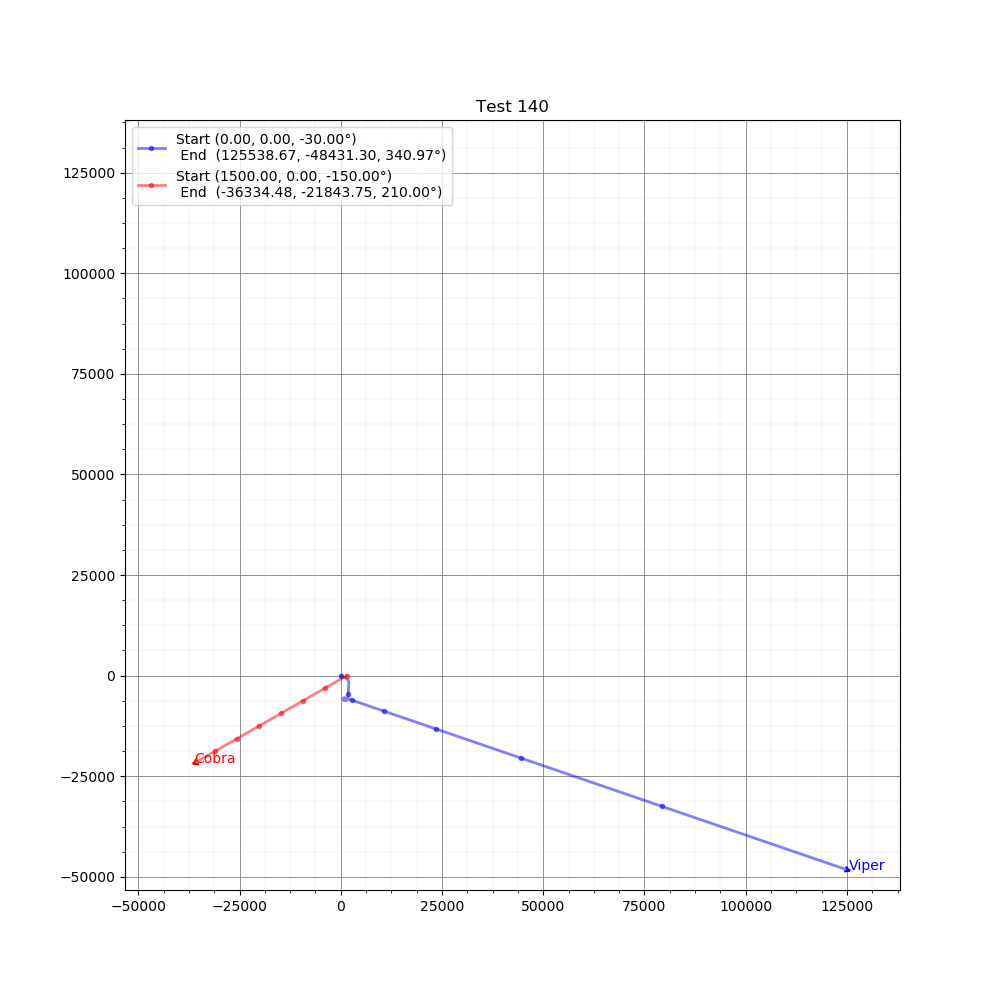 Test 140
Start (0.00, 0.00, -30.00°)
End (125538.67, -48431.30, 340.97°)
Start (1500.00, 0.00, -150.00°)
End (-36334.48, -21843.75, 210.00°)
125000
100000
75000
50000
25000
0
−25000
−50000
Cobra
Viper
−50000 −25000 0 25000 50000 75000 100000 125000